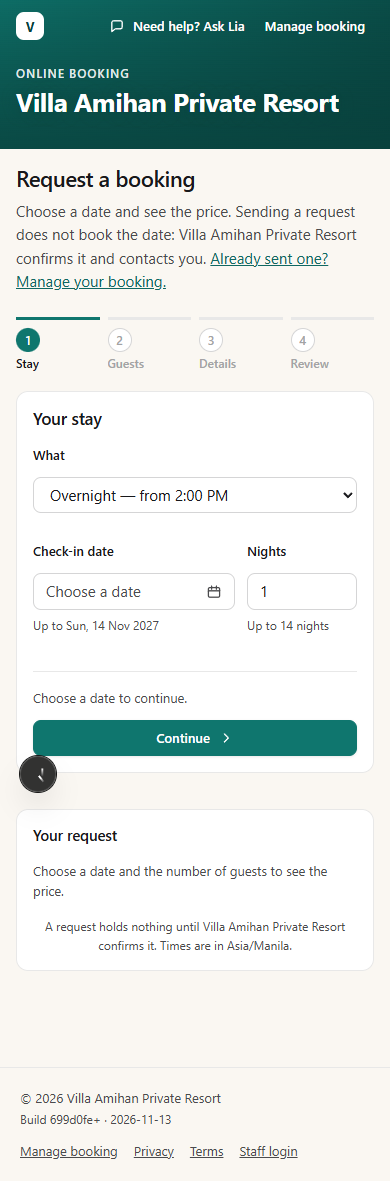 V
Need help? Ask Lia
Manage booking
ONLINE BOOKING
Villa Amihan Private Resort
Request a booking
Choose a date and see the price. Sending a request
does not book the date: Villa Amihan Private Resort
confirms it and contacts you. Already sent one?
Manage your booking.
1
2
3
4
Stay
Guests
Details
Review
Your stay
What
Overnight — from 2:00 PM
Check-in date
Nights
Choose a date
1
Up to Sun, 14 Nov 2027
Up to 14 nights
Choose a date to continue.
Continue
Your request
Choose a date and the number of guests to see the
price.
A request holds nothing until Villa Amihan Private Resort
confirms it. Times are in Asia/Manila.
© 2026 Villa Amihan Private Resort
Build 699d0fe+ · 2026-11-13
Manage booking
Privacy
Terms
Staff login